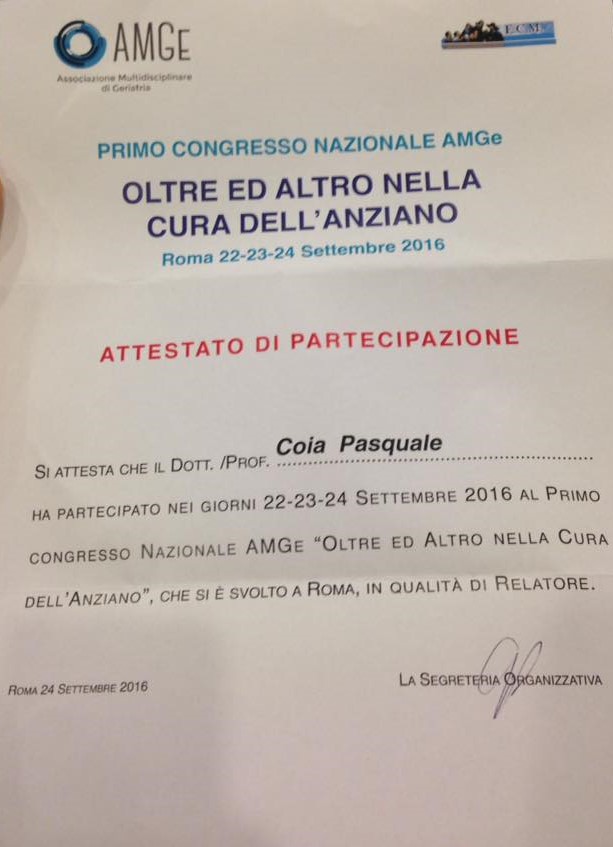 AMGe
Associazione Multidisciplinare
di Geriatria
E.C.M.
PRIMO CONGRESSO NAZIONALE AMGe
OLTRE ED ALTRO NELLA
CURA DELL'ANZIANO
Roma 22-23-24 Settembre 2016
ATTESTATO DI PARTECIPAZIONE
SI ATTESTA CHE IL DOTT. /PROF. Coia Pasquale
HA PARTECIPATO NEI GIORNI 22-23-24 SETTEMBRE 2016 AL PRIMO
CONGRESSO NAZIONALE AMGE "OLTRE ED ALTRO NELLA CURA
DELL'ANZIANO", CHE SI È SVOLTO A ROMA, IN QUALITÀ DI RELATORE.
ROMA 24 SETTEMBRE 2016
LA SEGRETERIA ORGANIZZATIVA